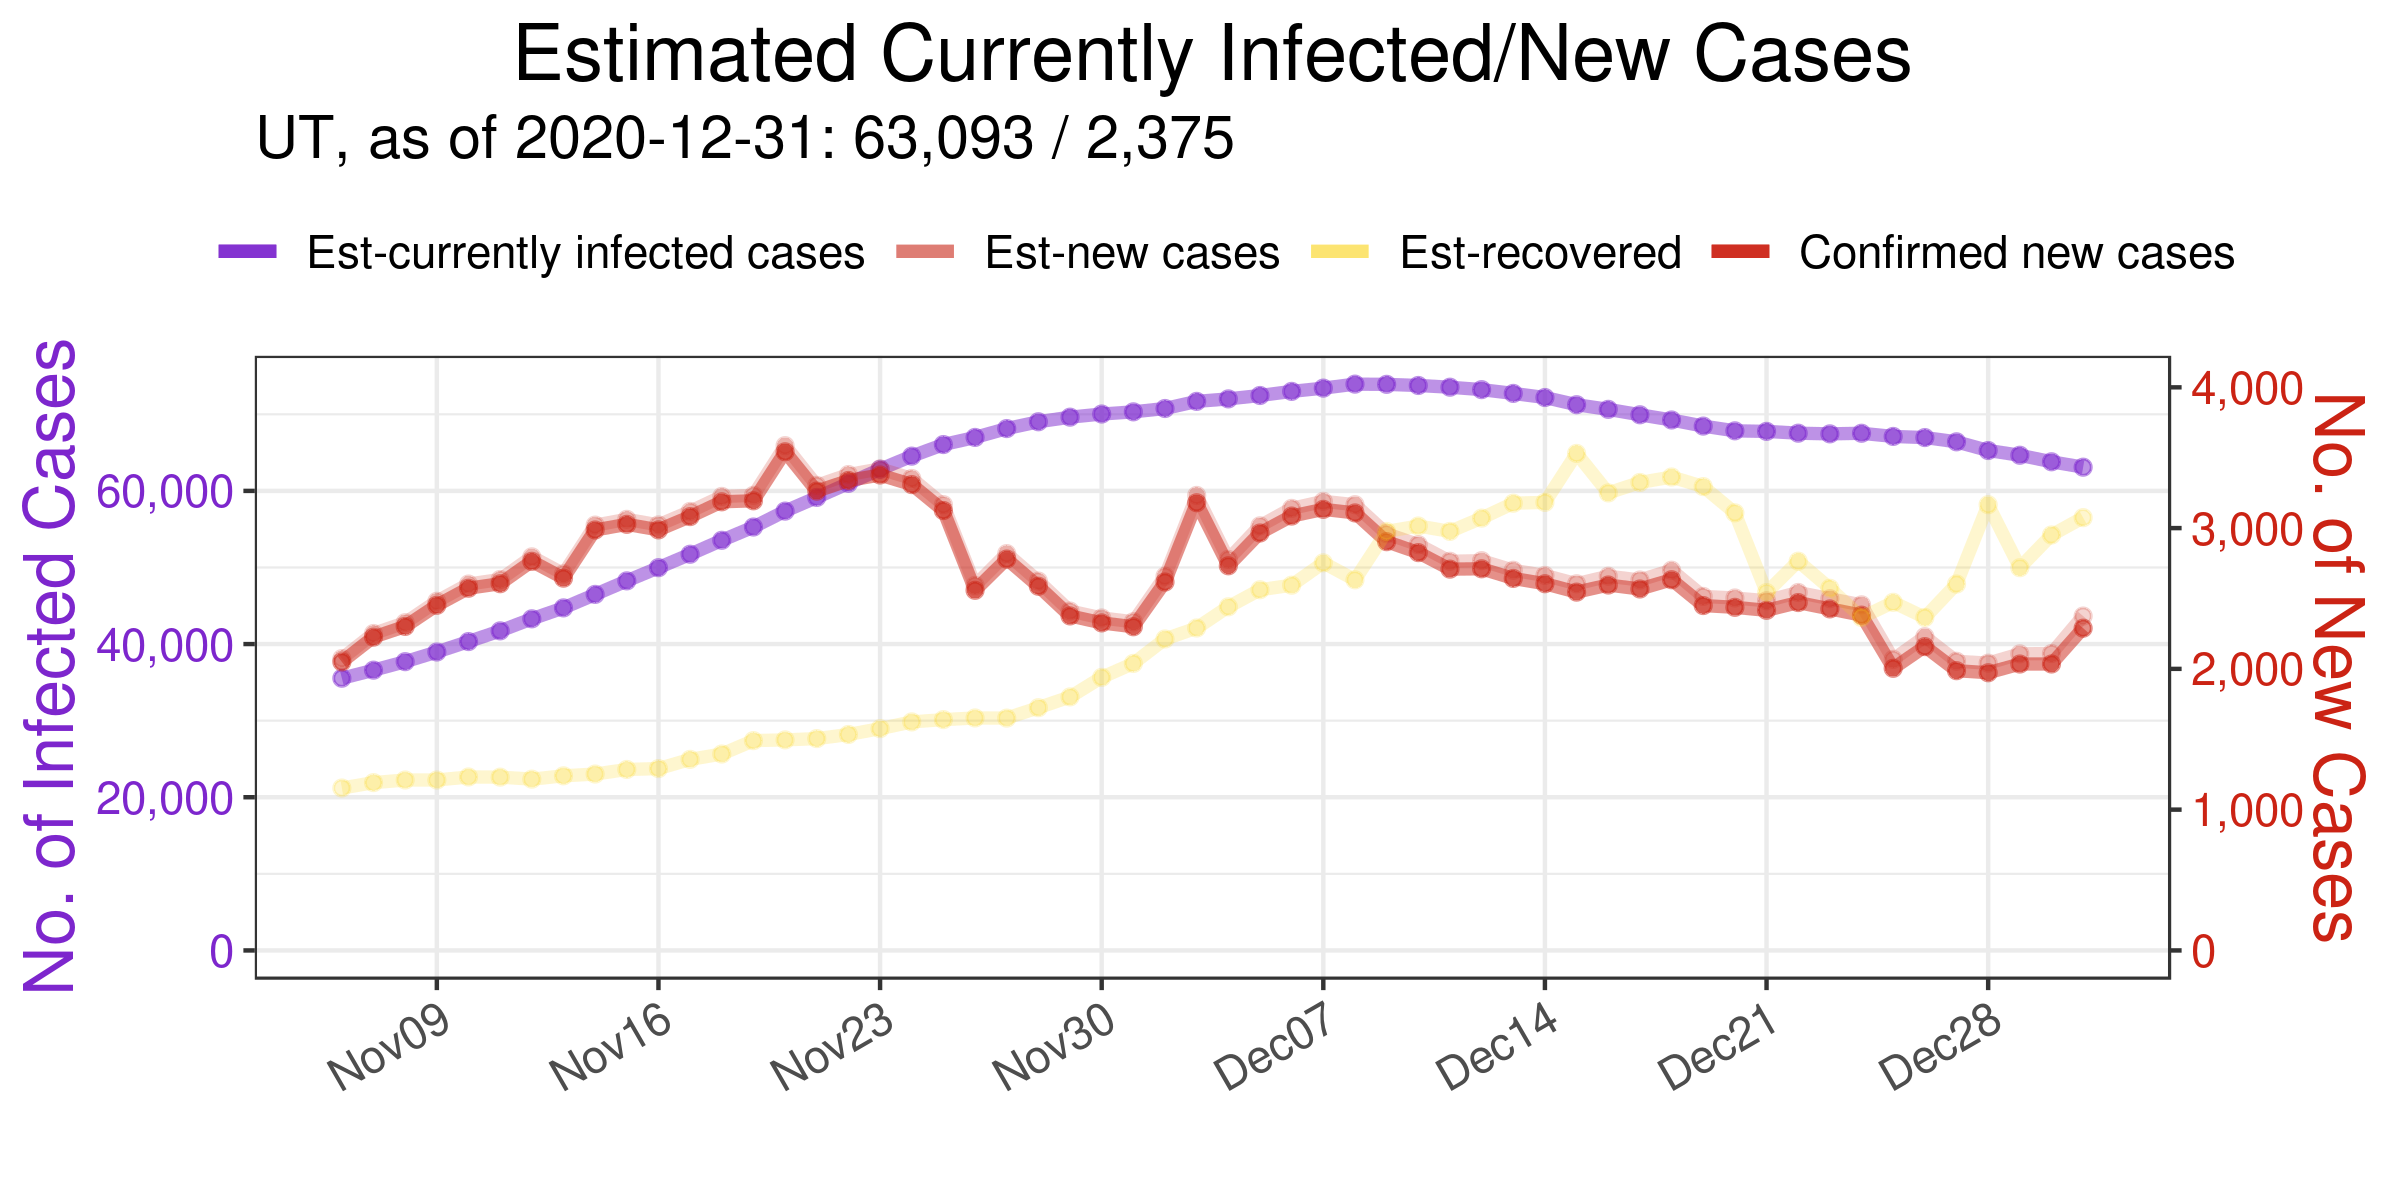 Estimated Currently Infected/New Cases
UT, as of 2020-12-31: 63,093 / 2,375
Est-currently infected cases Est-new cases Est-recovered Confirmed new cases
No. of Infected Cases
60,000
40,000
20,000
0
4,000
3,000
2,000
1,000
0
No. of New Cases
Nov09 Nov16 Nov23 Nov30 Dec07 Dec14 Dec21 Dec28